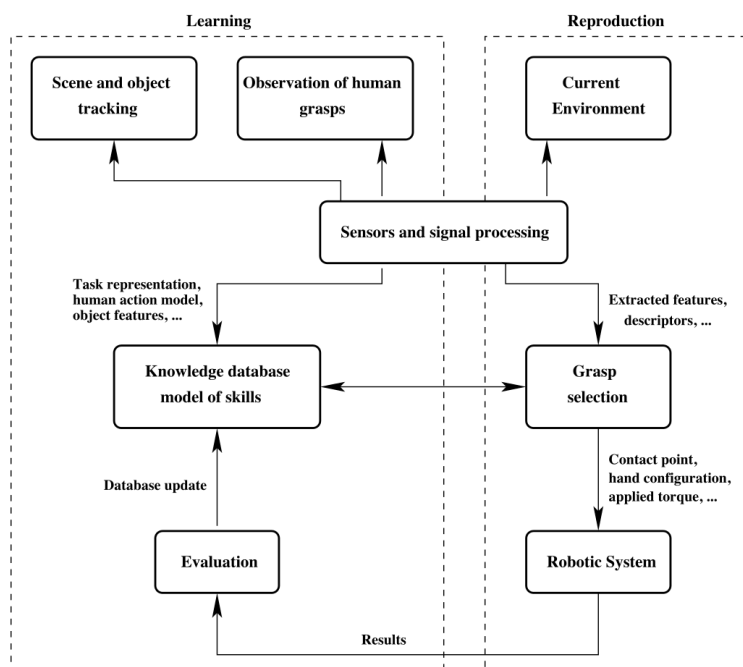 Learning
Reproduction
Scene and object
tracking
Observation of human
grasps
Current
Environment
Sensors and signal processing
Task representation,
human action model,
object features, ...
Extracted features,
descriptors, ...
Knowledge database
model of skills
Grasp
selection
Contact point,
hand configuration,
applied torque, ...
Database update
Evaluation
Robotic System
Results